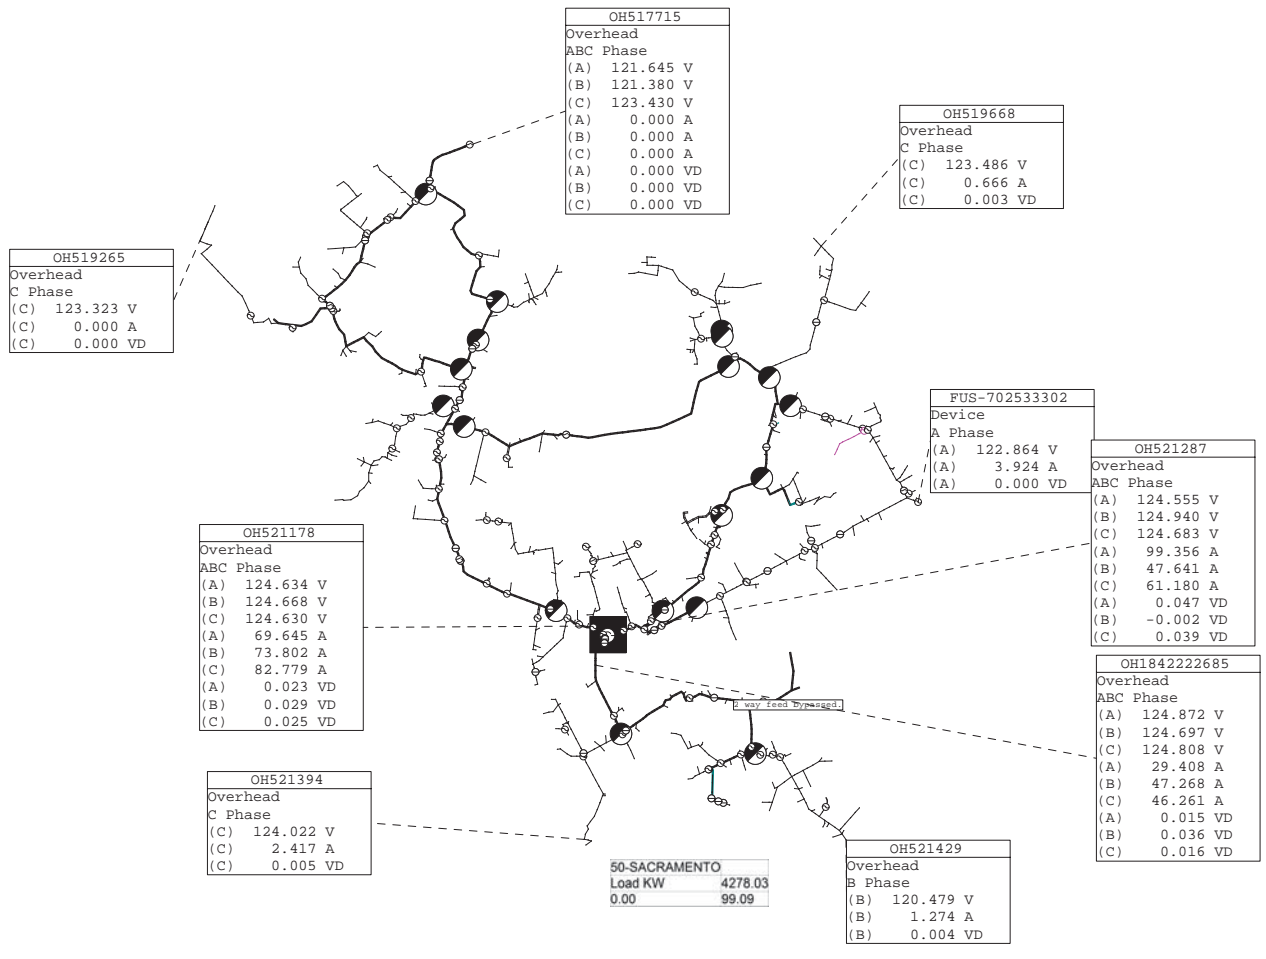 OH517715
Overhead
ABC Phase
(A) 121.645 V
(B) 121.380 V
(C) 123.430 V
(A) 0.000 A
(B) 0.000 A
(C) 0.000 A
(A) 0.000 VD
(B) 0.000 VD
(C) 0.000 VD
OH519668
Overhead
C Phase
(C) 123.486 V
(C) 0.666 A
(C) 0.003 VD
OH519265
Overhead
C Phase
(C) 123.323 V
(C) 0.000 A
(C) 0.000 VD
FUS-702533302
Device
A Phase
(A) 122.864 V
(A) 3.924 A
(A) 0.000 VD
OH521287
Overhead
ABC Phase
(A) 124.555 V
(B) 124.940 V
(C) 124.683 V
(A) 99.356 A
(B) 47.641 A
(C) 61.180 A
(A) 0.047 VD
(B) -0.002 VD
(C) 0.039 VD
OH521178
Overhead
ABC Phase
(A) 124.634 V
(B) 124.668 V
(C) 124.630 V
(A) 69.645 A
(B) 73.802 A
(C) 82.779 A
(A) 0.023 VD
(B) 0.029 VD
(C) 0.025 VD
OH1842222685
Overhead
ABC Phase
(A) 124.872 V
(B) 124.697 V
(C) 124.808 V
(A) 29.408 A
(B) 47.268 A
(C) 46.261 A
(A) 0.015 VD
(B) 0.036 VD
(C) 0.016 VD
2 way feed bypassed.
OH521394
Overhead
C Phase
(C) 124.022 V
(C) 2.417 A
(C) 0.005 VD
OH521429
Overhead
B Phase
(B) 120.479 V
(B) 1.274 A
(B) 0.004 VD
50-SACRAMENTO
Load KW 4278.03
0.00 99.09